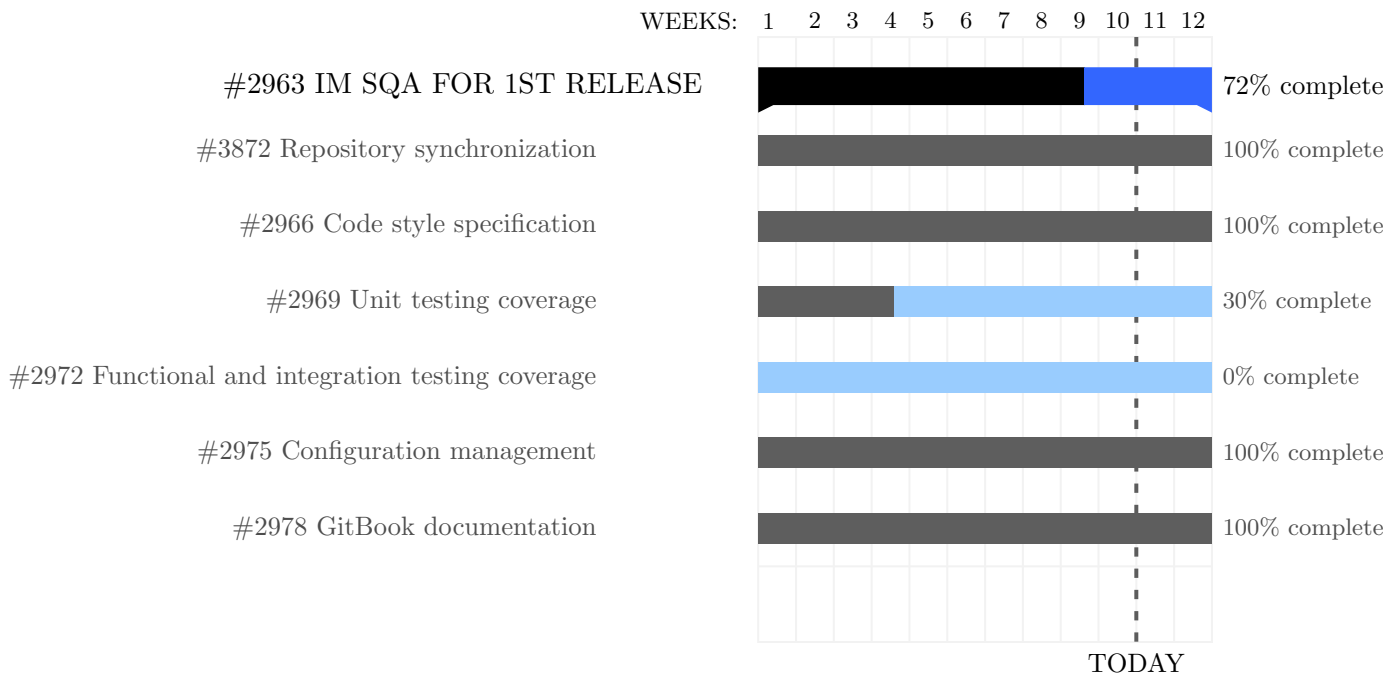 WEEKS: 1 2 3 4 5 6 7 8 9 10 11 12
#2963 IM SQA FOR 1ST RELEASE 72% complete
#3872 Repository synchronization 100% complete
#2966 Code style specification 100% complete
#2969 Unit testing coverage 30% complete
#2972 Functional and integration testing coverage 0% complete
#2975 Configuration management 100% complete
#2978 GitBook documentation 100% complete
TODAY